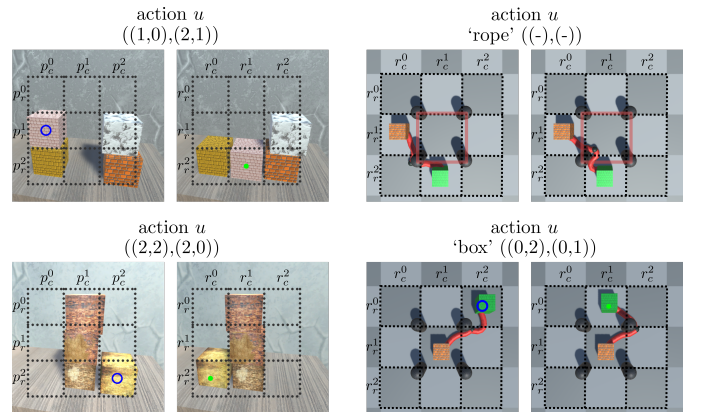 action u
((1,0),(2,1))
p_c^0 p_c^1 p_c^2
p_r^0
p_r^1
p_r^2
r_c^0 r_c^1 r_c^2
r_r^0
r_r^1
r_r^2
action u
'rope' ((-),(-))
r_c^0 r_c^1 r_c^2
r_r^0
r_r^1
r_r^2
r_c^0 r_c^1 r_c^2
r_r^0
r_r^1
r_r^2
action u
((2,2),(2,0))
p_c^0 p_c^1 p_c^2
p_r^0
p_r^1
p_r^2
r_c^0 r_c^1 r_c^2
r_r^0
r_r^1
r_r^2
action u
'box' ((0,2),(0,1))
r_c^0 r_c^1 r_c^2
r_r^0
r_r^1
r_r^2
r_c^0 r_c^1 r_c^2
r_r^0
r_r^1
r_r^2